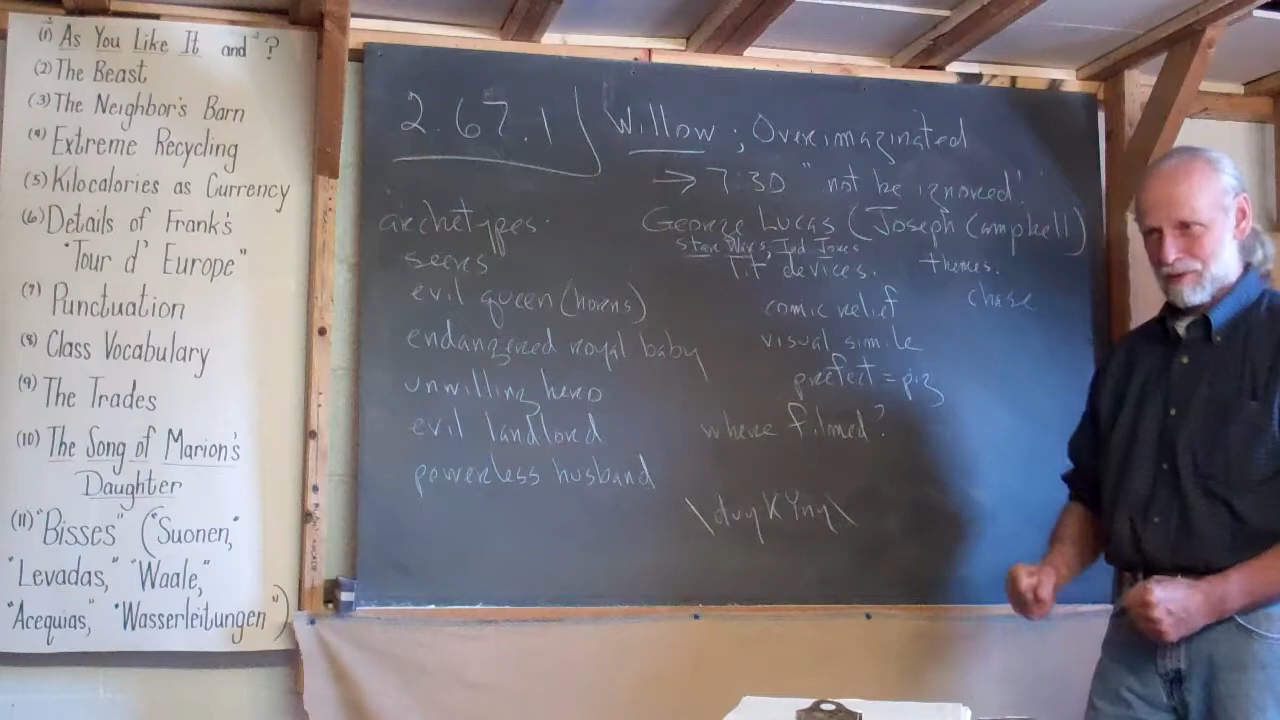 (1) As You Like It and ?
(2) The Beast
(3) The Neighbor's Barn
(4) Extreme Recycling
(5) Kilocalories as Currency
(6) Details of Frank's
"Tour d' Europe"
(7) Punctuation
(8) Class Vocabulary
(9) The Trades
(10) The Song of Marion's
Daughter
(11) "Bisses" ("Suonen,"
"Levadas," "Waale,"
"Acequias," "Wasserleitungen")
2.67.1 Willow ; Overimaginated
→ 7:30 "not be ignored!"
archetypes.
seers
evil queen (horns)
endangered royal baby
unwilling hero
evil landlord
powerless husband
George Lucas (Joseph Campbell)
Star Wars, Ind Jones
lit devices. themes.
comic relief chase
visual simile
prefect = pig
where filmed?